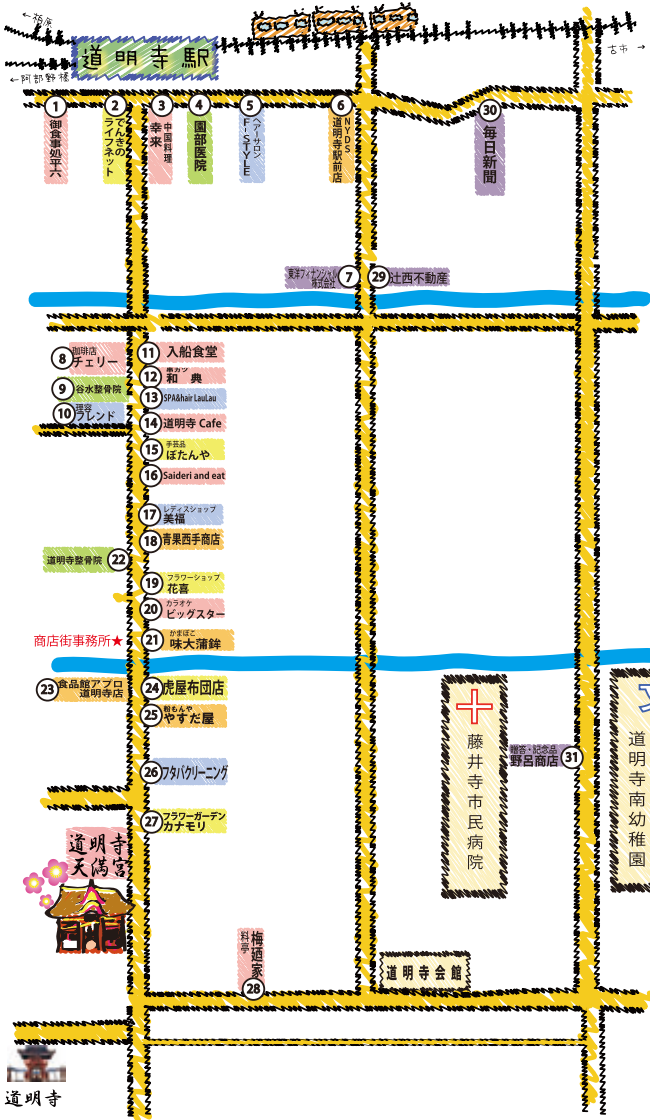 ←柏原
道明寺駅
古市→
←阿部野橋
1
御食事処平六
2
でんきの
ライフネット
3
中国料理
幸来
4
園部医院
5
ヘアーサロン
F-STYLE
6
NYDS
道明寺駅前店
30
毎日新聞
東洋フィナンシャル
株式会社
7
29
辻西不動産
8
珈琲店
チェリー
9
谷水整骨院
10
理容
フレンド
11
入船食堂
12
和 典
13
SPA&hair LauLau
14
道明寺 Cafe
15
手芸品
ぼたんや
16
Saideri and eat
17
レディスショップ
美福
18
青果西手商店
道明寺整骨院
22
19
フラワーショップ
花喜
20
カラオケ
ビッグスター
商店街事務所★
21
かまぼこ
味大蒲鉾
23
食品館アプロ
道明寺店
24
虎屋布団店
25
粉もんや
やすだ屋
26
フタバクリーニング
27
フラワーガーデン
カナモリ
藤井寺市民病院
贈答・記念品
野呂商店
31
道明寺南幼稚園
文
道明寺
天満宮
料亭
梅廼家
28
道明寺会館
道明寺